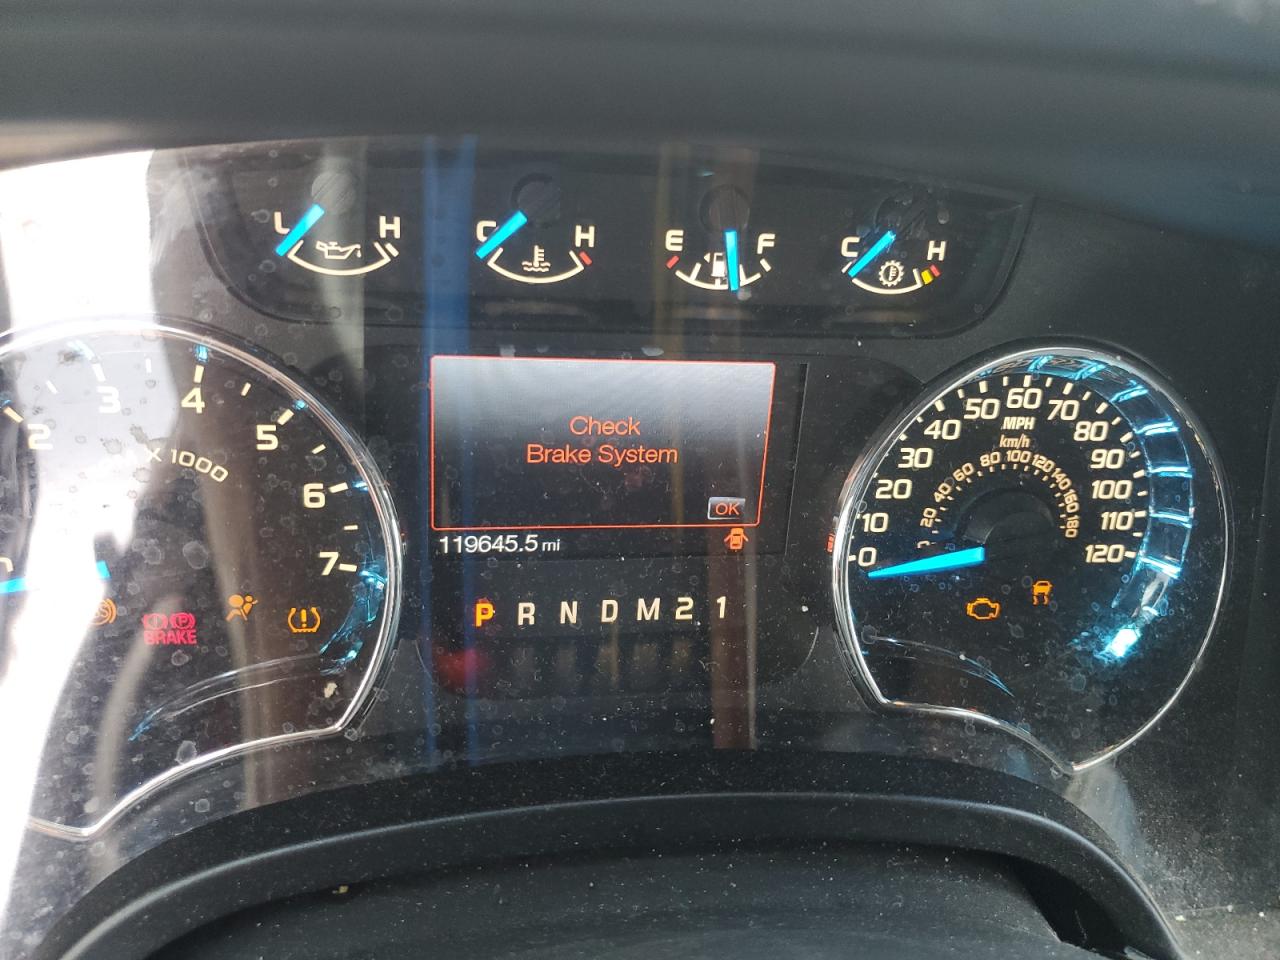 L H
C H
E F
C H
Check
Brake System
OK
119645.5 mi
P R N D M 2 1
2 3 4 5 6 7
X 1000
BRAKE
0 10 20 30 40 50 60 70 80 90 100 110 120
MPH
km/h
20 40 60 80 100 120 140 160 180